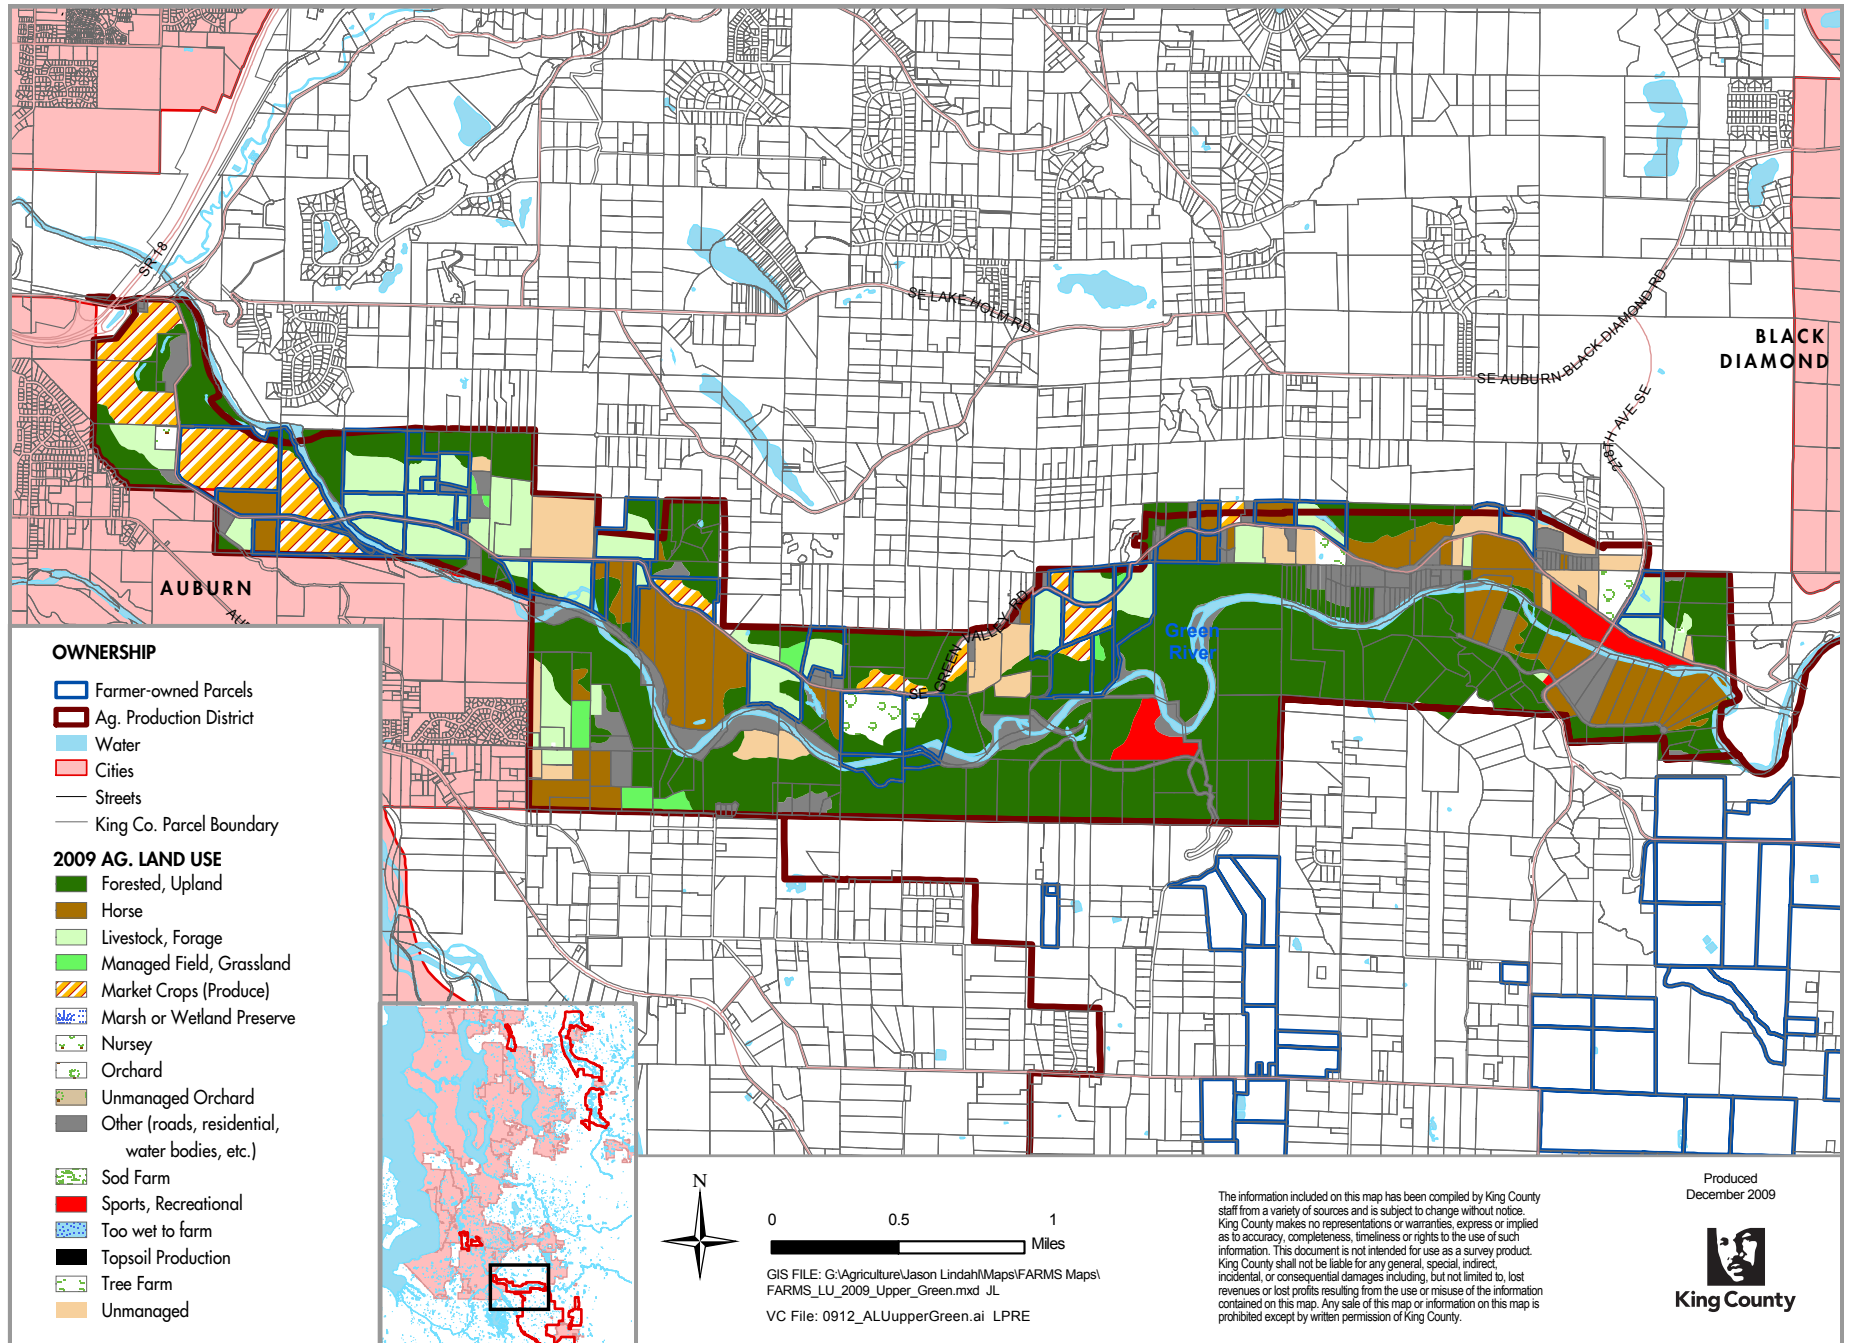 SR 18
SE LAKE HOLM RD
SE AUBURN-BLACK DIAMOND RD
BLACK
DIAMOND
218TH AVE SE
AUBURN
SE GREEN VALLEY RD
Green
River
OWNERSHIP
Farmer-owned Parcels
Ag. Production District
Water
Cities
Streets
King Co. Parcel Boundary
2009 AG. LAND USE
Forested, Upland
Horse
Livestock, Forage
Managed Field, Grassland
Market Crops (Produce)
Marsh or Wetland Preserve
Nursey
Orchard
Unmanaged Orchard
Other (roads, residential,
water bodies, etc.)
Sod Farm
Sports, Recreational
Too wet to farm
Topsoil Production
Tree Farm
Unmanaged
N
0 0.5 1
Miles
GIS FILE: G:\Agriculture\Jason Lindahl\Maps\FARMS Maps\
FARMS_LU_2009_Upper_Green.mxd JL
VC File: 0912_ALUupperGreen.ai LPRE
The information included on this map has been compiled by King County
staff from a variety of sources and is subject to change without notice.
King County makes no representations or warranties, express or implied
as to accuracy, completeness, timeliness or rights to the use of such
information. This document is not intended for use as a survey product.
King County shall not be liable for any general, special, indirect,
incidental, or consequential damages including, but not limited to, lost
revenues or lost profits resulting from the use or misuse of the information
contained on this map. Any sale of this map or information on this map is
prohibited except by written permission of King County.
Produced
December 2009
King County